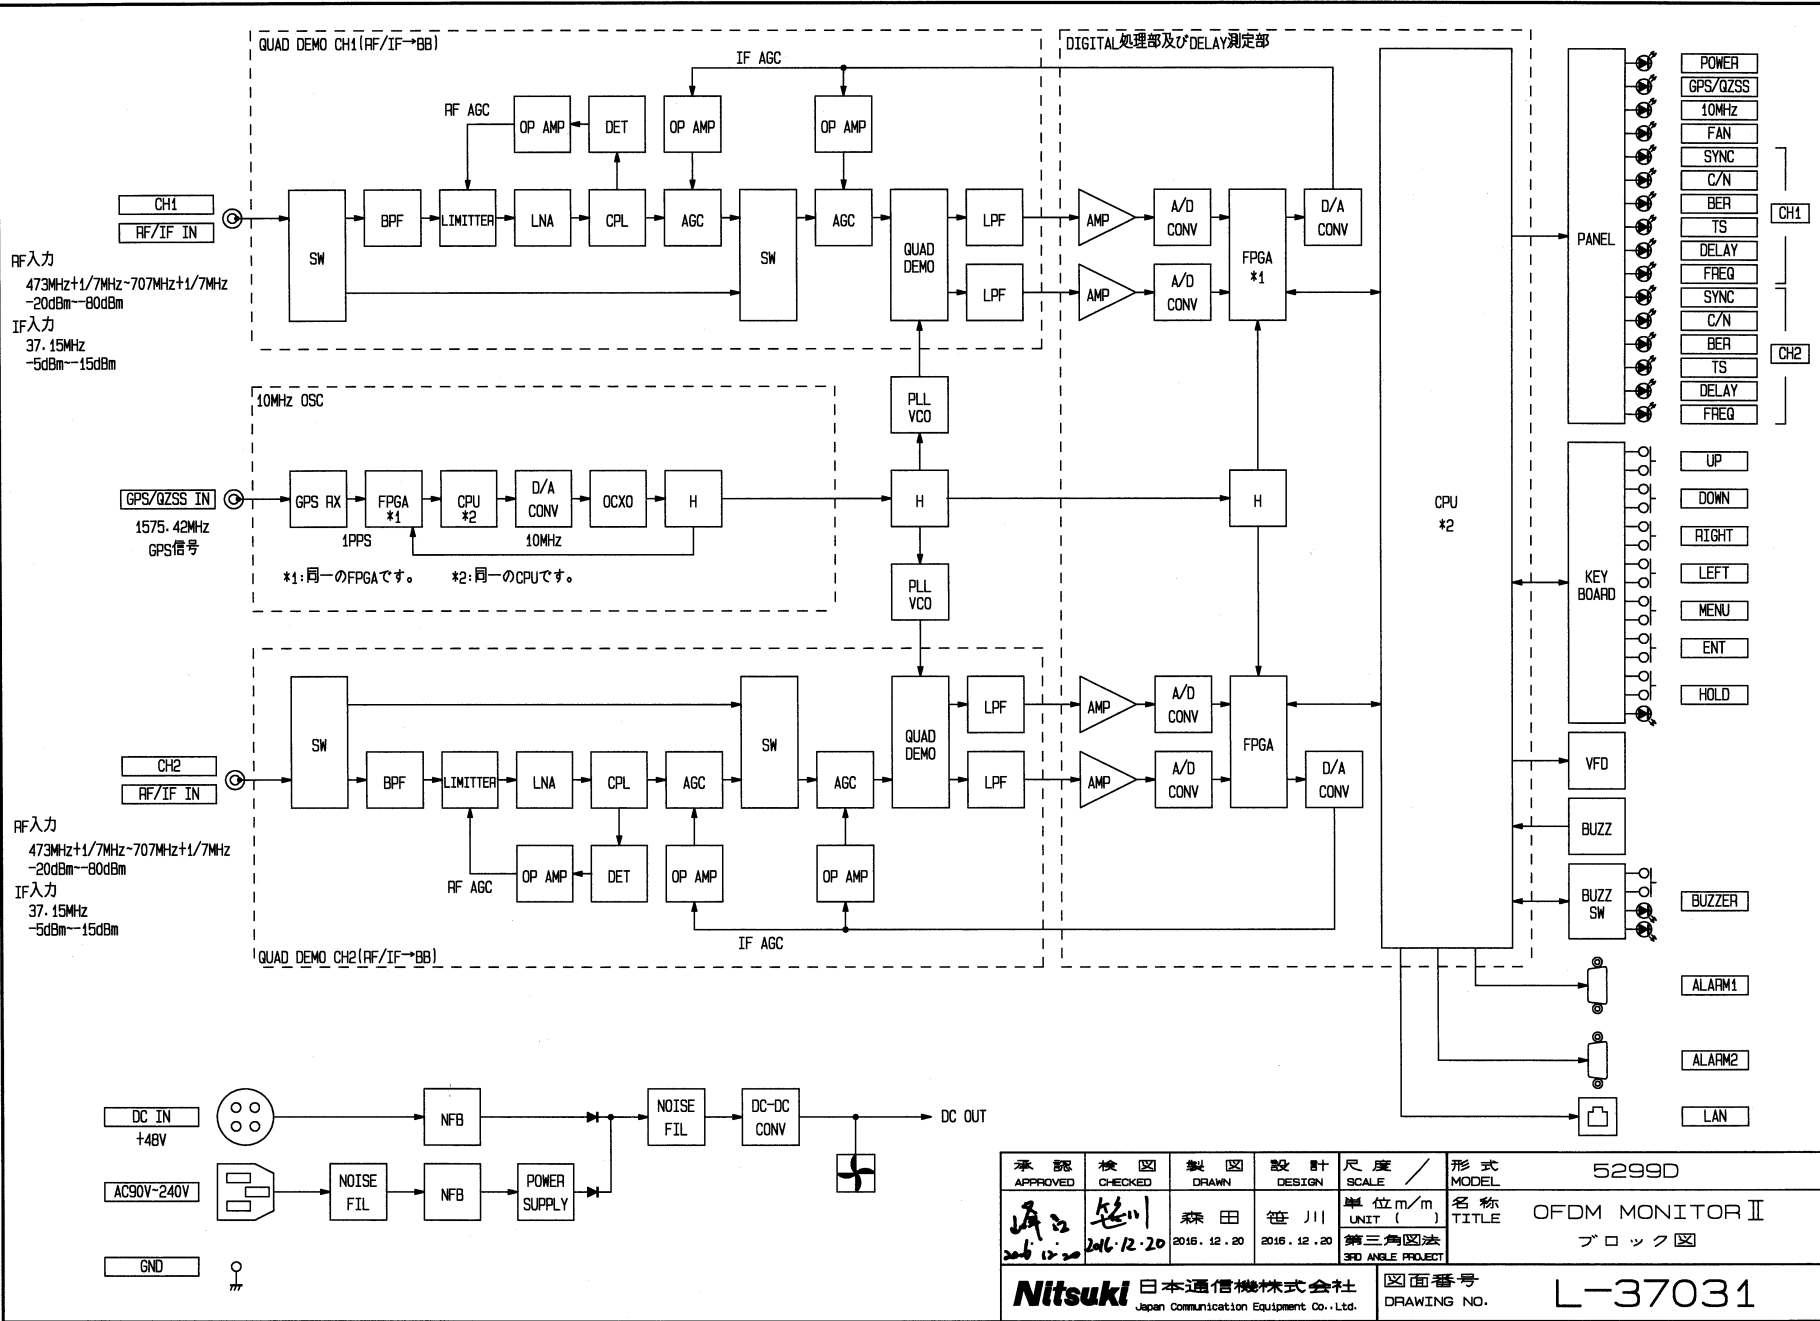 QUAD DEMO CH1(RF/IF→BB)
IF AGC
RF AGC
OP AMP
DET
OP AMP
OP AMP
CH1
RF/IF IN
SW
BPF
LIMITTER
LNA
CPL
AGC
SW
AGC
QUAD
DEMO
LPF
LPF
RF入力
473MHz+1/7MHz~707MHz+1/7MHz
-20dBm~-80dBm
IF入力
37.15MHz
-5dBm~-15dBm
DIGITAL処理部及びDELAY測定部
AMP
A/D
CONV
FPGA
*1
D/A
CONV
AMP
A/D
CONV
CPU
*2
PLL
VCO
10MHz OSC
GPS/QZSS IN
1575.42MHz
GPS信号
GPS RX
FPGA
*1
CPU
*2
D/A
CONV
OCXO
H
H
H
1PPS
10MHz
*1:同一のFPGAです。
*2:同一のCPUです。
PLL
VCO
SW
SW
QUAD
DEMO
LPF
CH2
RF/IF IN
BPF
LIMITTER
LNA
CPL
AGC
AGC
LPF
RF入力
473MHz+1/7MHz~707MHz+1/7MHz
-20dBm~-80dBm
IF入力
37.15MHz
-5dBm~-15dBm
RF AGC
OP AMP
DET
OP AMP
OP AMP
IF AGC
QUAD DEMO CH2(RF/IF→BB)
AMP
A/D
CONV
FPGA
AMP
A/D
CONV
D/A
CONV
PANEL
POWER
GPS/QZSS
10MHz
FAN
SYNC
C/N
BER
TS
DELAY
FREQ
CH1
SYNC
C/N
BER
TS
DELAY
FREQ
CH2
KEY
BOARD
UP
DOWN
RIGHT
LEFT
MENU
ENT
HOLD
VFD
BUZZ
BUZZ
SW
BUZZER
ALARM1
ALARM2
LAN
DC IN
+48V
NFB
NOISE
FIL
DC-DC
CONV
DC OUT
AC90V~240V
NOISE
FIL
NFB
POWER
SUPPLY
GND
承認
APPROVED
検図
CHECKED
製図
DRAWN
設計
DESIGN
尺度 /
SCALE
形式
MODEL
5299D
2016.12.20
笹川
2016.12.20
森田
2016.12.20
笹川
2016.12.20
単位m/m
UNIT ( )
第三角図法
3RD ANGLE PROJECT
名称
TITLE
OFDM MONITORⅡ
ブロック図
Nitsuki 日本通信機株式会社
Japan Communication Equipment Co.,Ltd.
図面番号
DRAWING NO.
L-37031